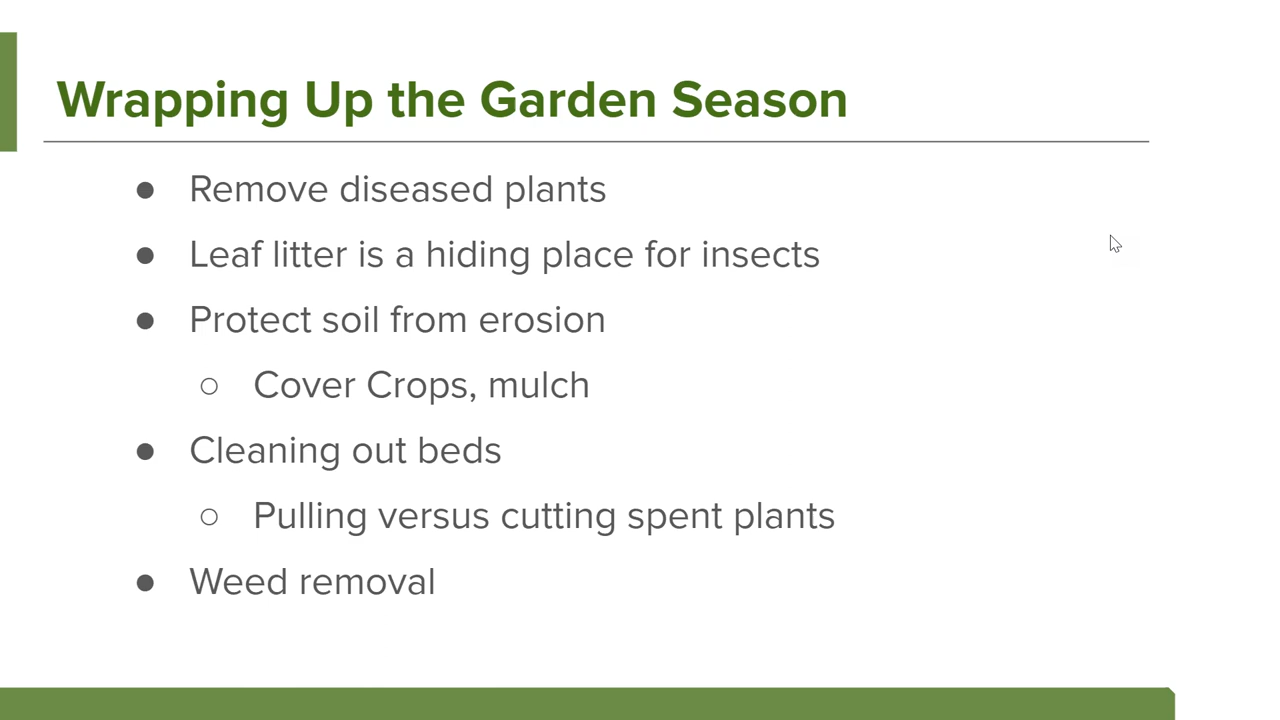 Wrapping Up the Garden Season
● Remove diseased plants
● Leaf litter is a hiding place for insects
● Protect soil from erosion
○ Cover Crops, mulch
● Cleaning out beds
○ Pulling versus cutting spent plants
● Weed removal